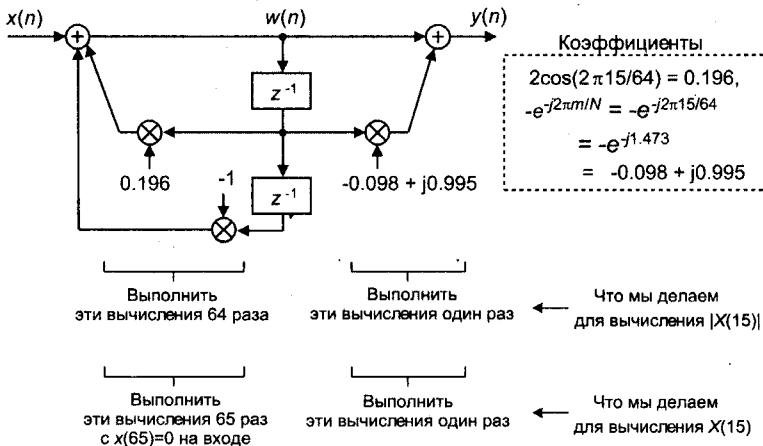 x(n)
w(n)
y(n)
+
+
Коэффициенты
z⁻¹
2cos(2π15/64) = 0.196,
-e^-j2πm/N = -e^-j2π15/64
= -e^-j1.473
= -0.098 + j0.995
0.196
-1
z⁻¹
-0.098 + j0.995
Выполнить
эти вычисления 64 раза
Выполнить
эти вычисления один раз
Что мы делаем
для вычисления |X(15)|
Выполнить
эти вычисления 65 раз
с x(65)=0 на входе
Выполнить
эти вычисления один раз
Что мы делаем
для вычисления X(15)